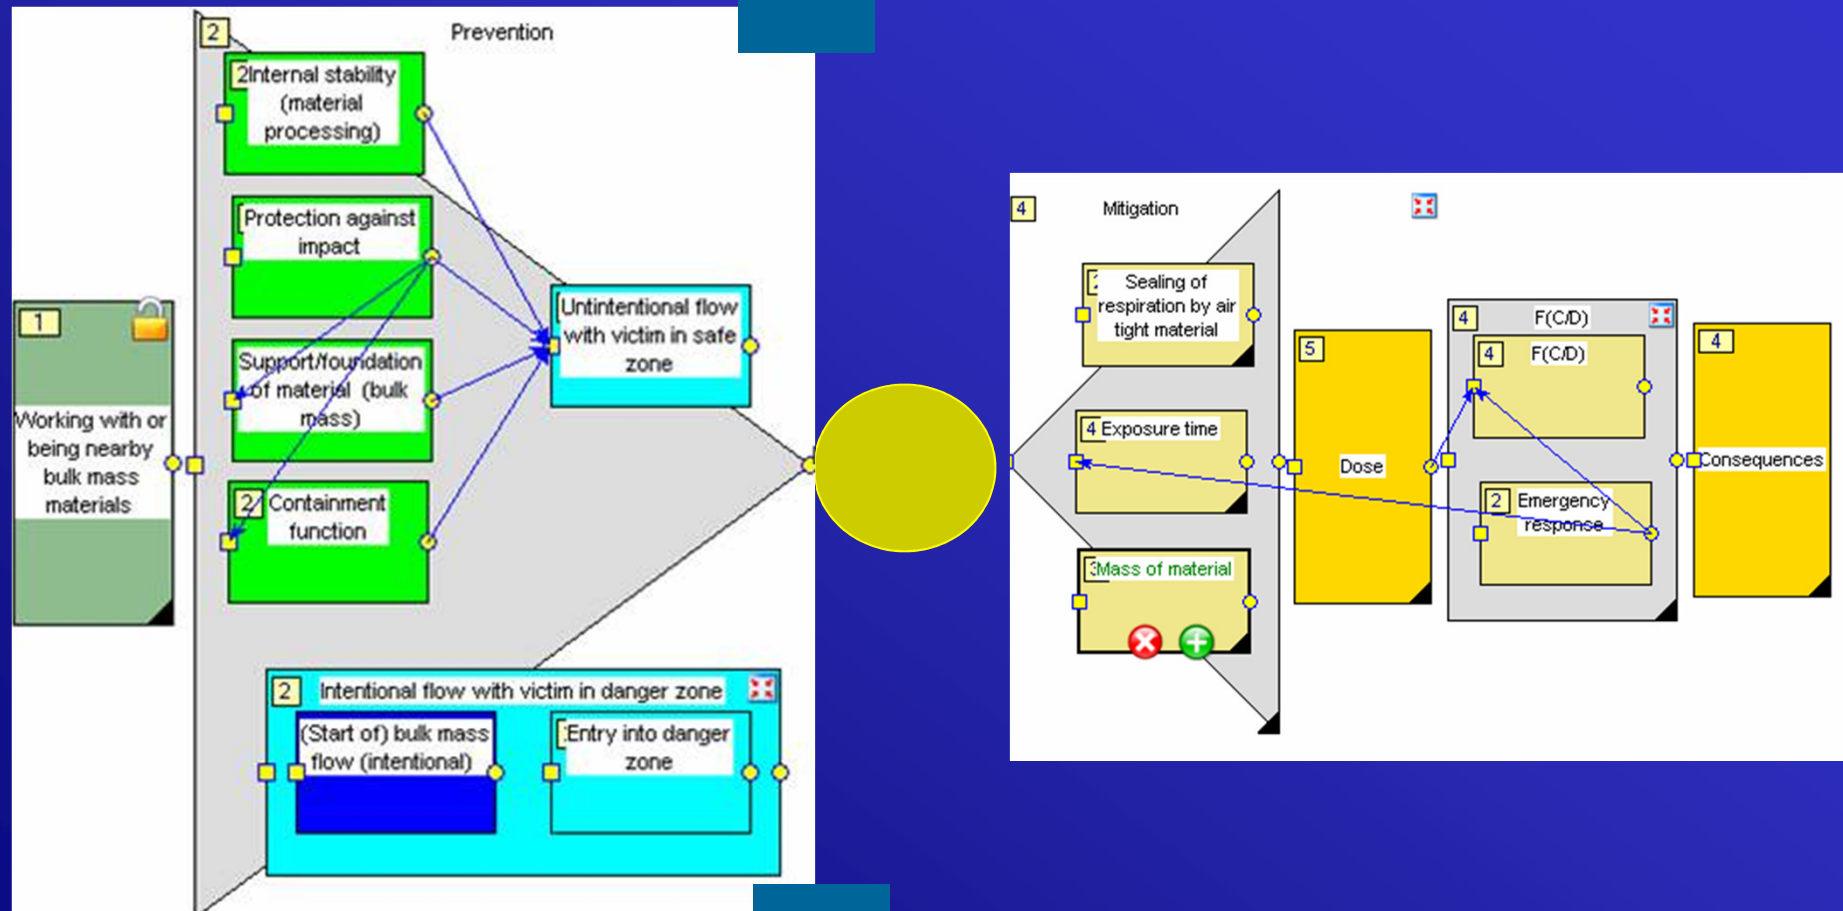 2
Prevention
2
Internal stability
(material
processing)
Protection against
impact
Support/foundation
of material (bulk
mass)
2
Containment
function
1
Working with or
being nearby
bulk mass
materials
Untintentional flow
with victim in safe
zone
2
Intentional flow with victim in danger zone
(Start of) bulk mass
flow (intentional)
Entry into danger
zone
4
Mitigation
Sealing of
respiration by air
tight material
4
Exposure time
Mass of material
5
Dose
4
F(C/D)
4
F(C/D)
2
Emergency
response
4
Consequences